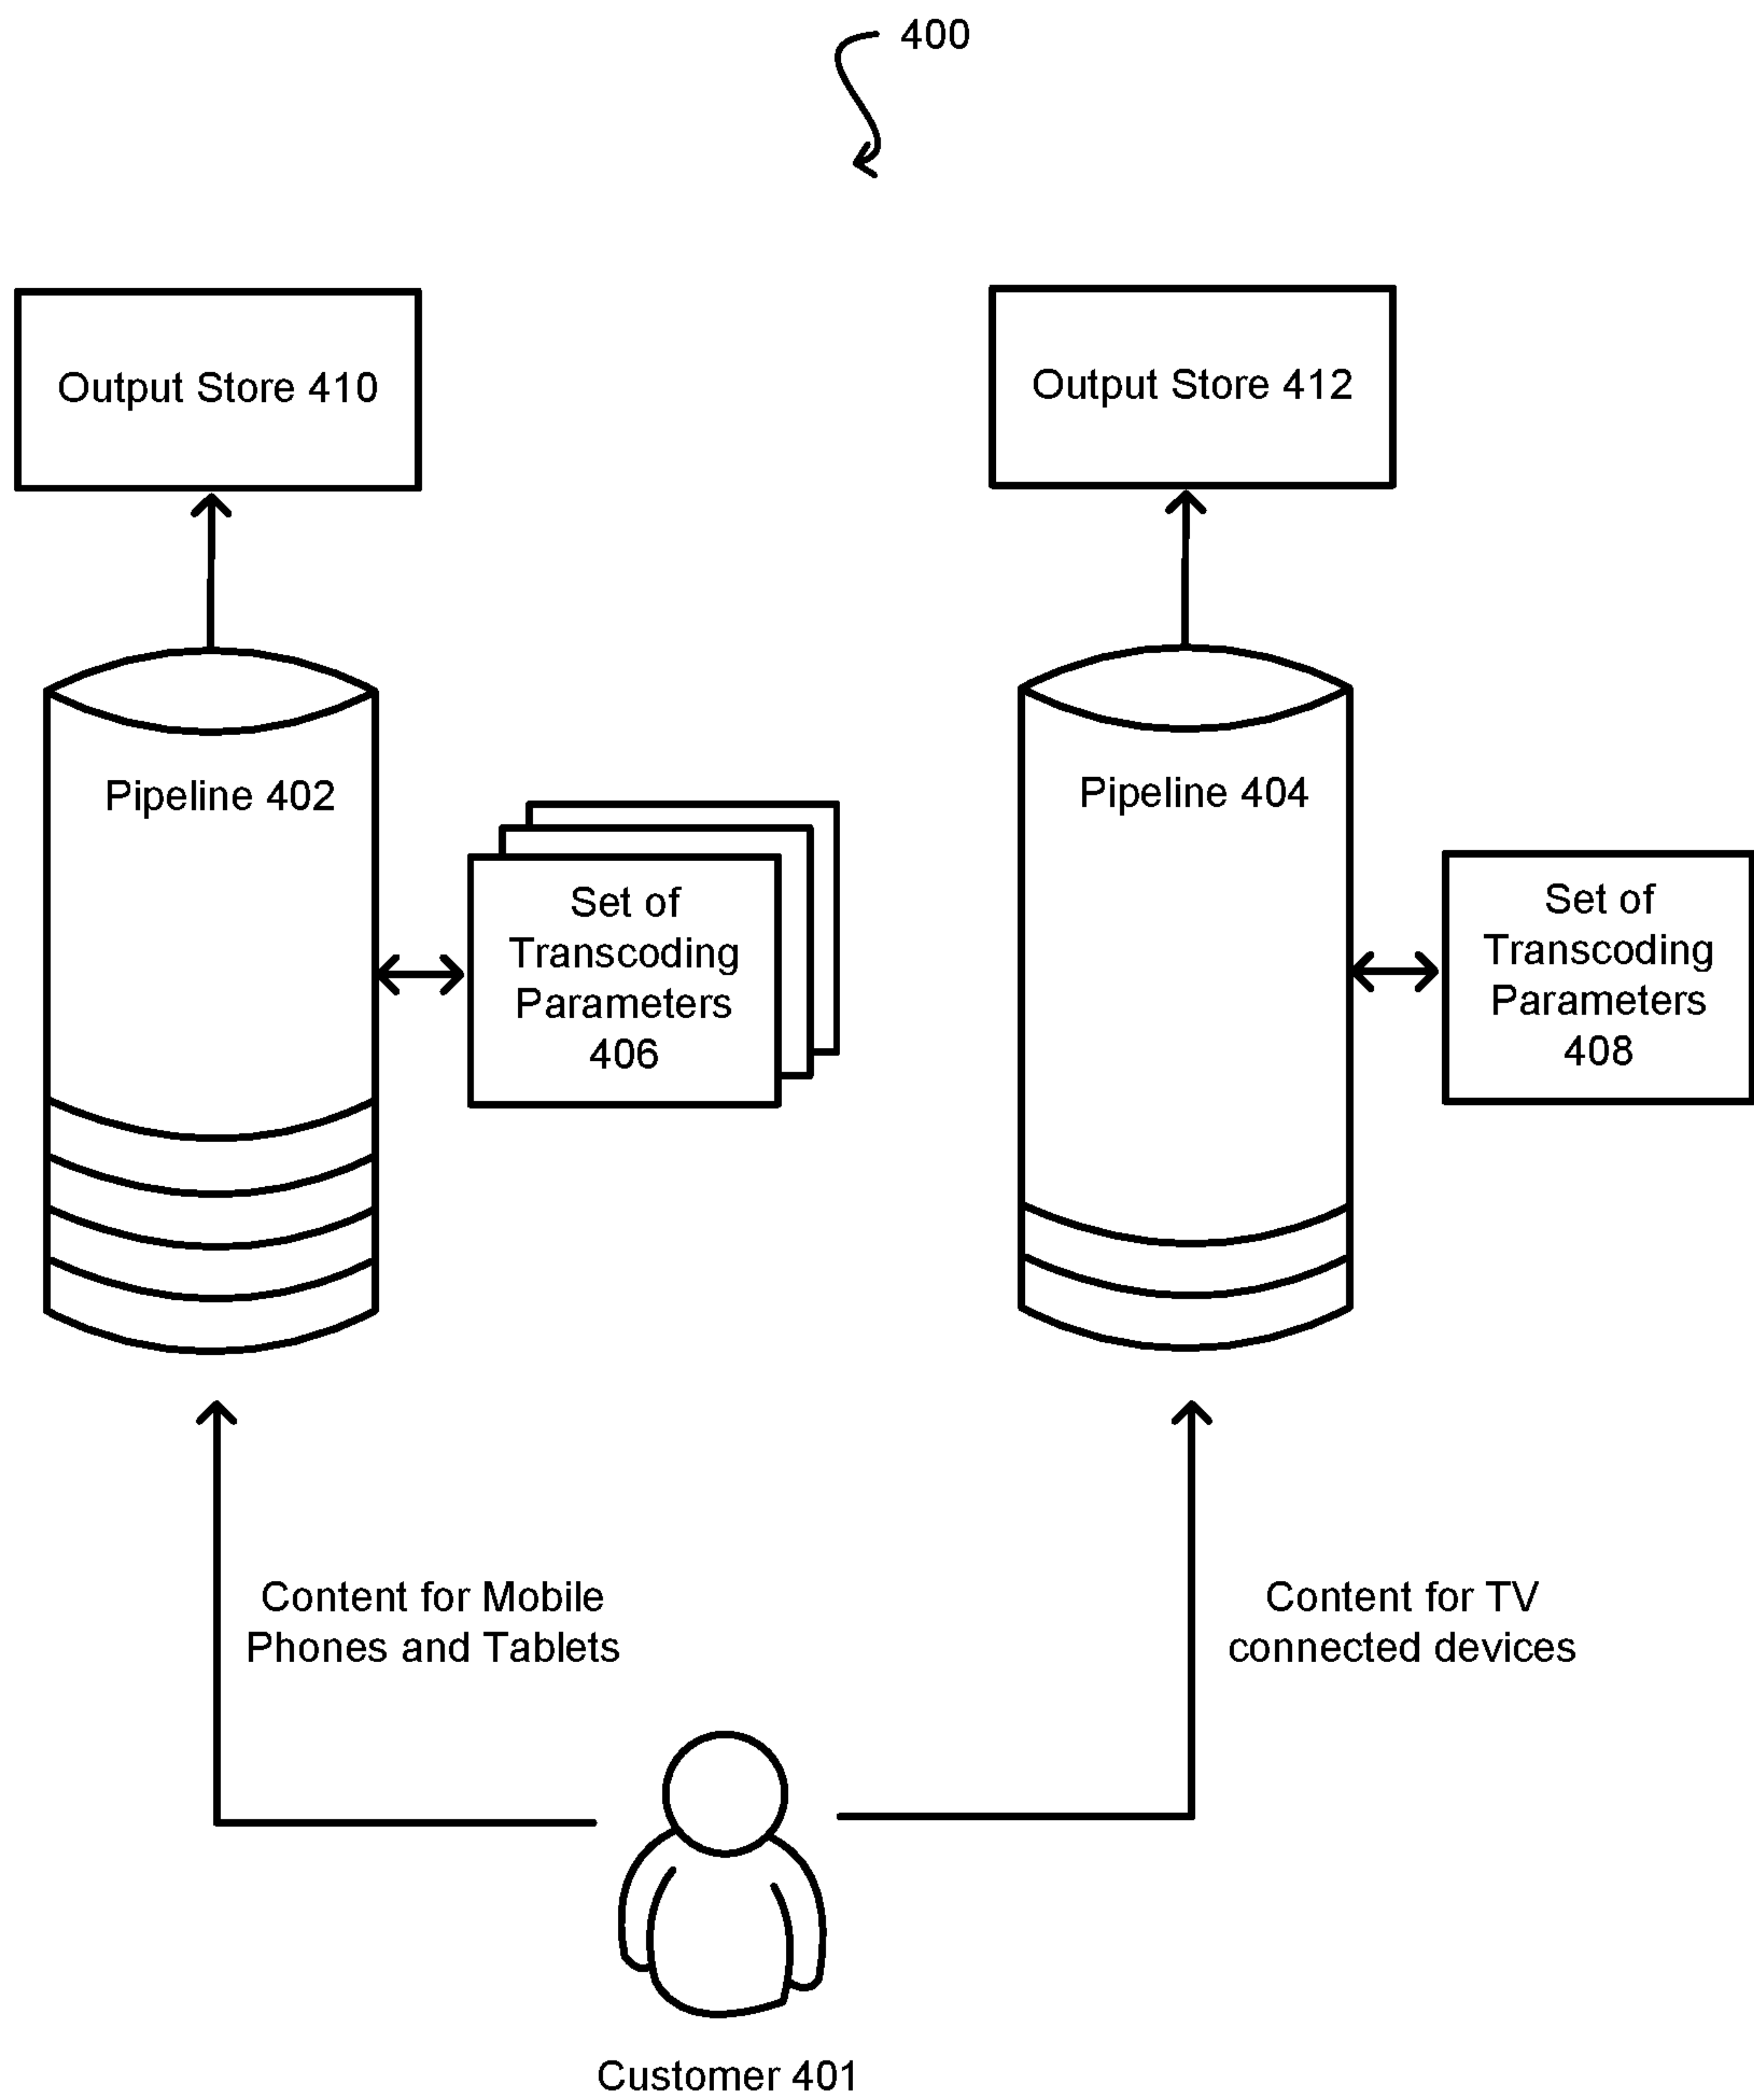 400
Output Store 410
Output Store 412
Pipeline 402
Pipeline 404
Set of
Transcoding
Parameters
406
Set of
Transcoding
Parameters
408
Content for Mobile
Phones and Tablets
Content for TV
connected devices
Customer 401